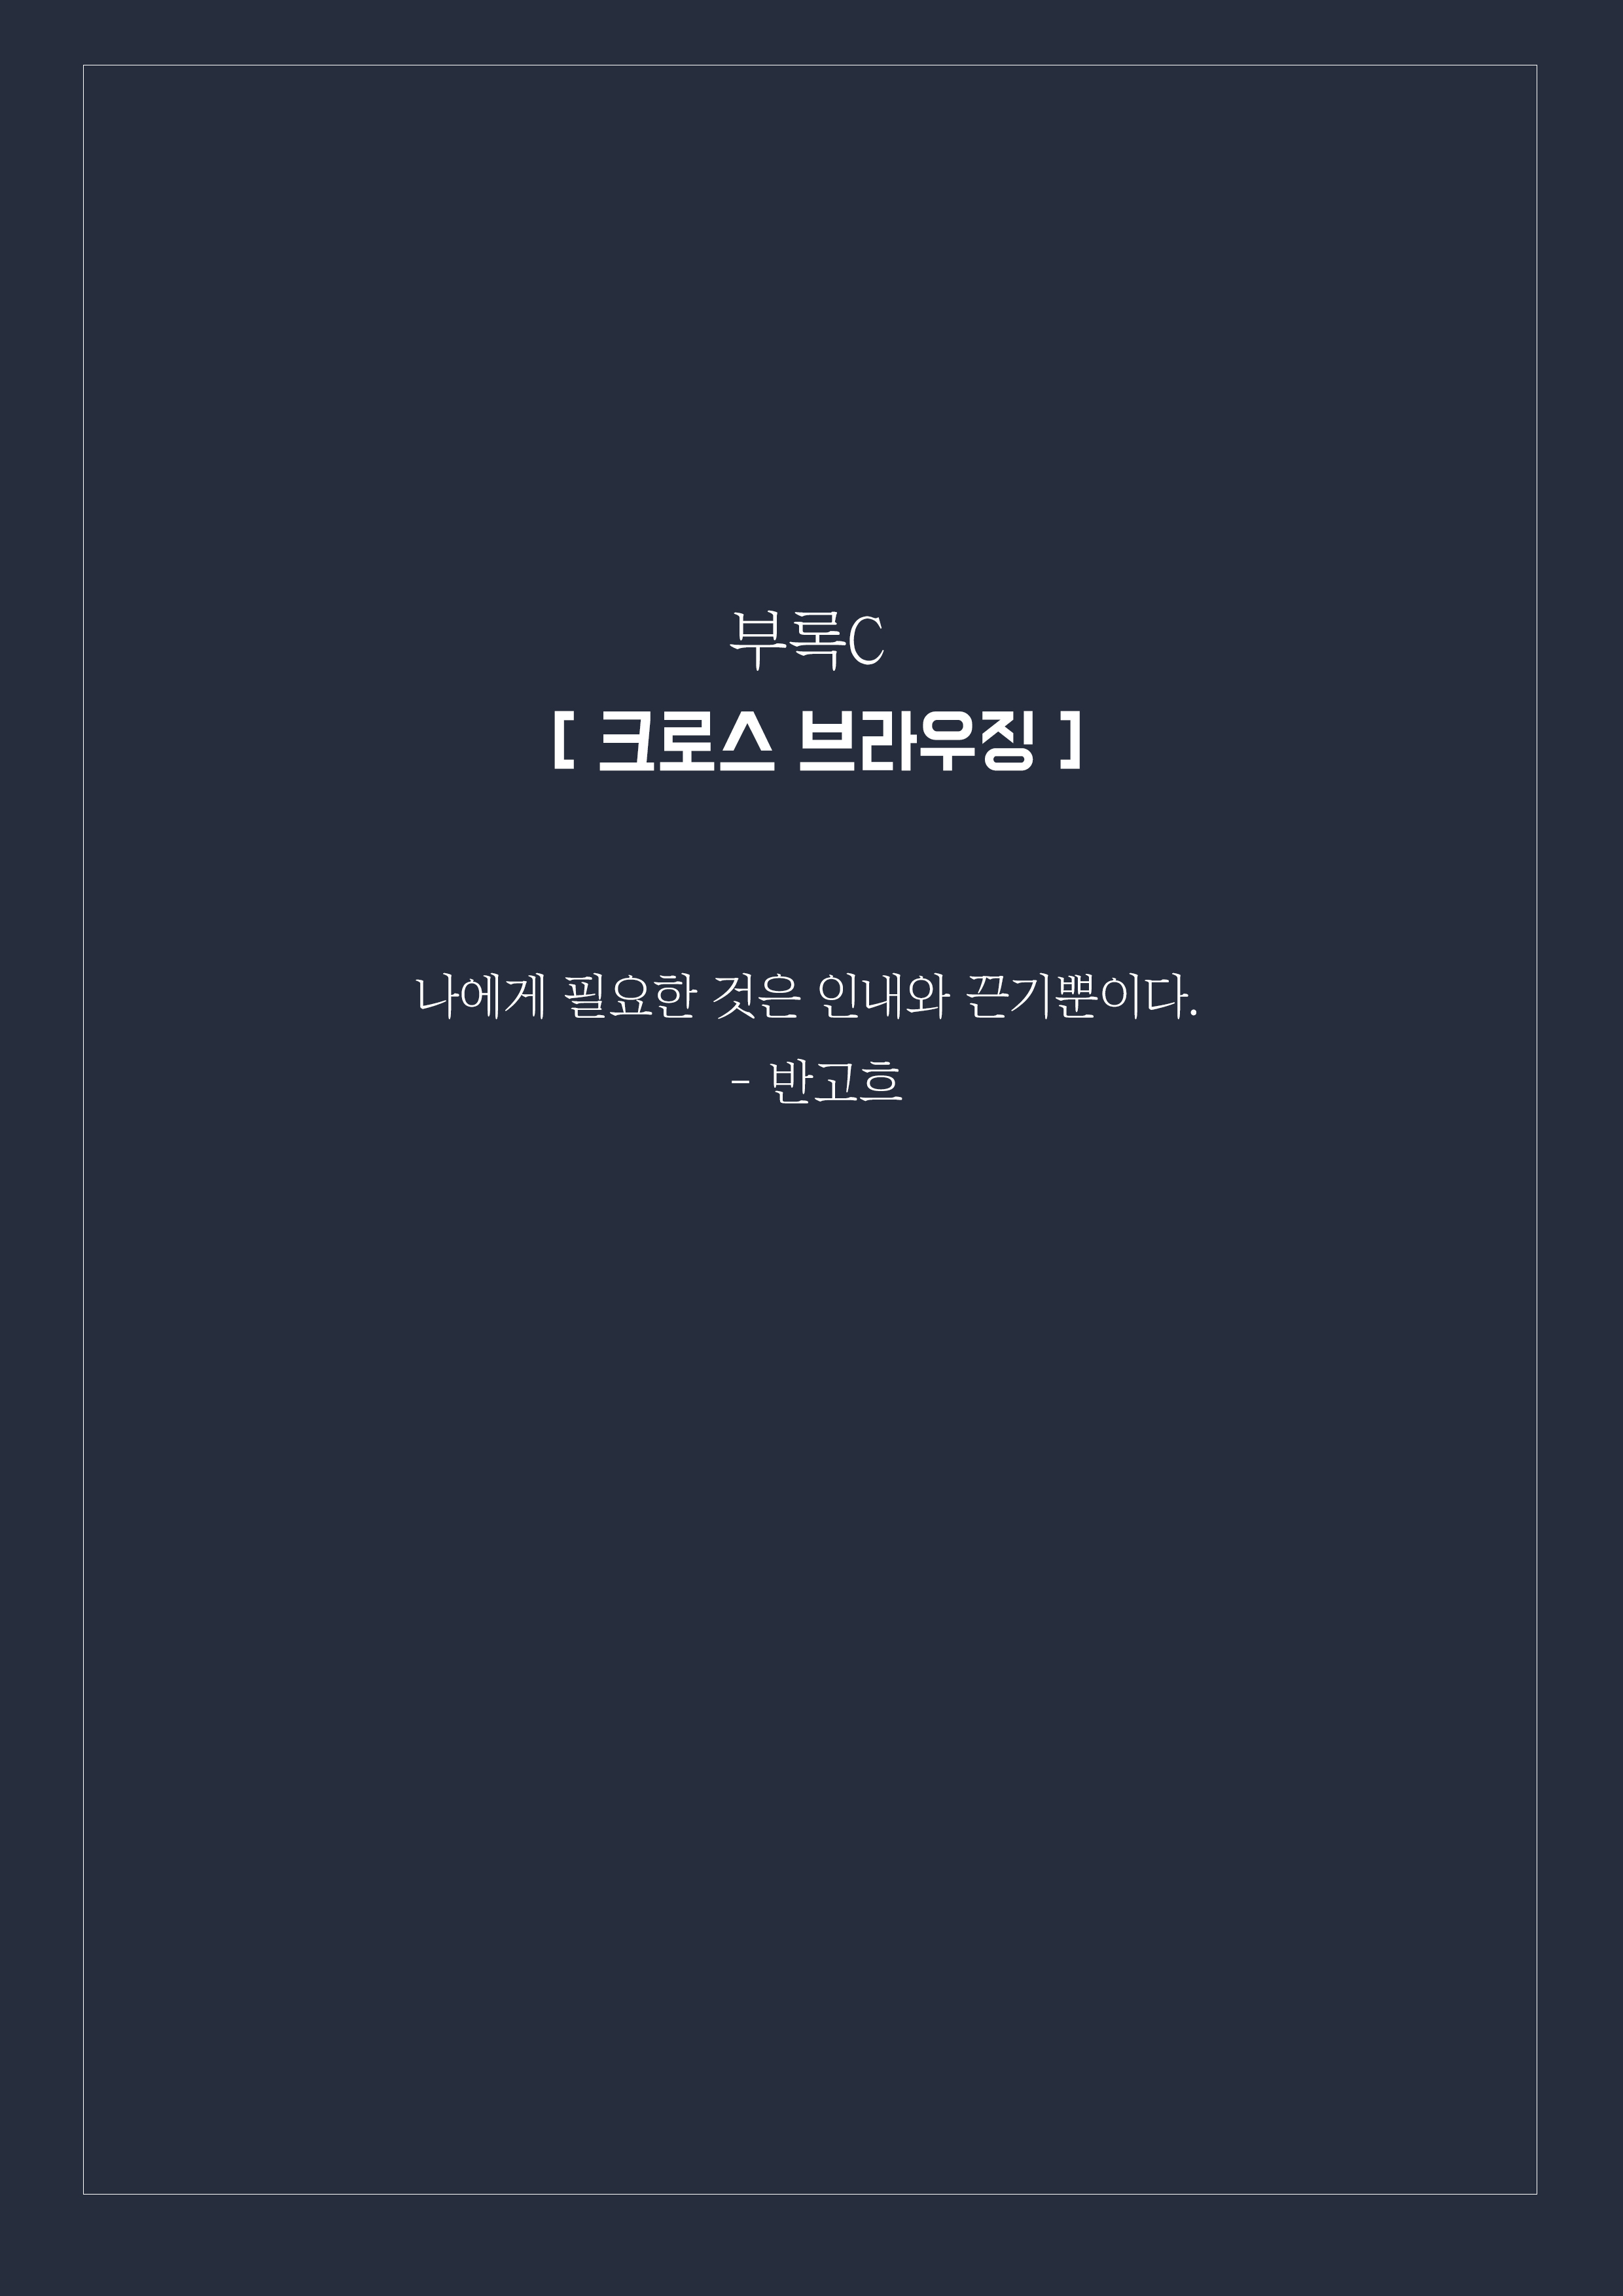 부록C
[ 크로스 브라우징 ]
나에게 필요한 것은 인내와 끈기뿐이다.
- 반고흐